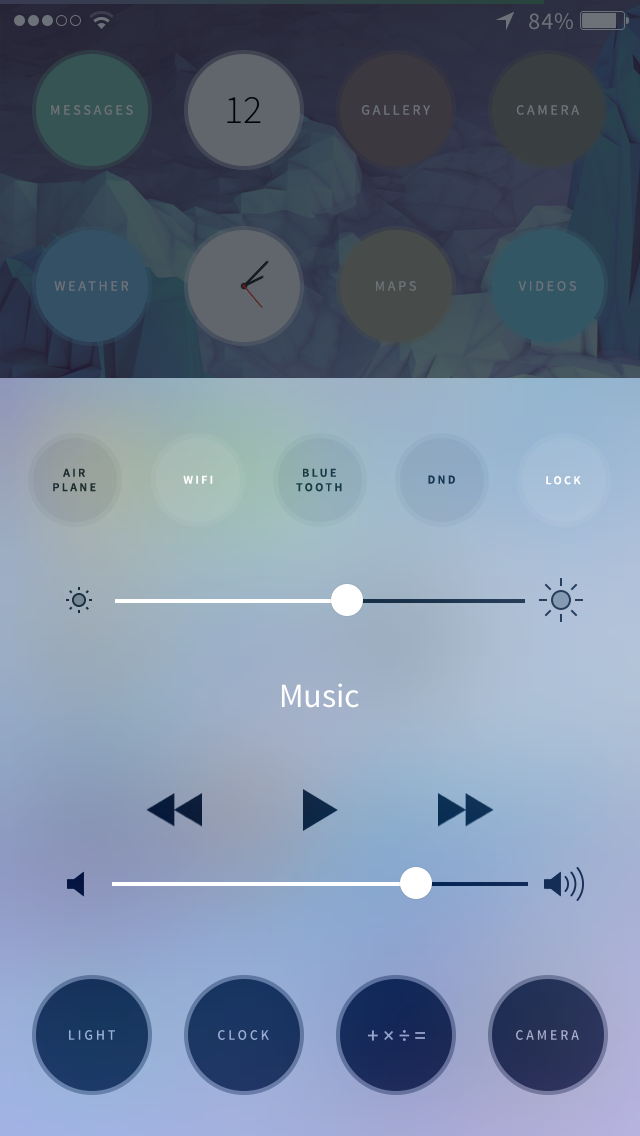 84%
MESSAGES
12
GALLERY
CAMERA
WEATHER
MAPS
VIDEOS
AIR
PLANE
WIFI
BLUE
TOOTH
DND
LOCK
Music
LIGHT
CLOCK
+ × ÷ =
CAMERA